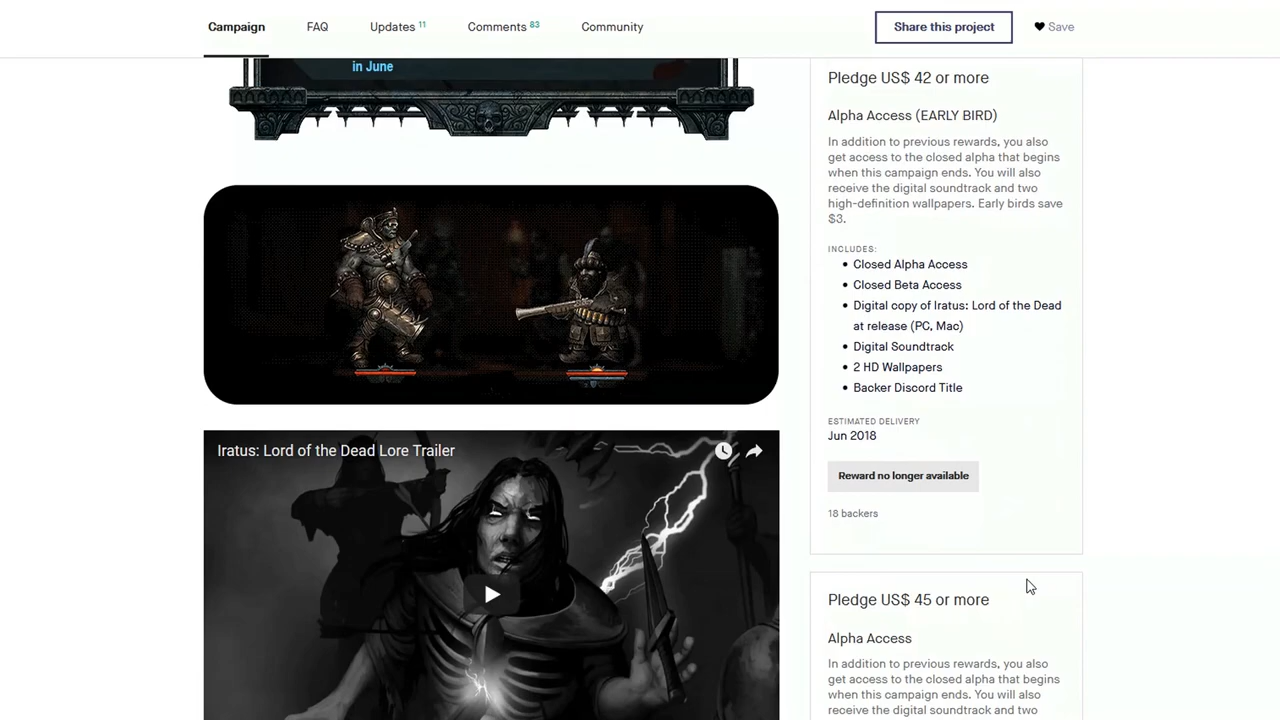 Campaign
FAQ
Updates 11
Comments 83
Community
Share this project
Save
in June
Iratus: Lord of the Dead Lore Trailer
Pledge US$ 42 or more
Alpha Access (EARLY BIRD)
In addition to previous rewards, you also
get access to the closed alpha that begins
when this campaign ends. You will also
receive the digital soundtrack and two
high-definition wallpapers. Early birds save
$3.
INCLUDES:
• Closed Alpha Access
• Closed Beta Access
• Digital copy of Iratus: Lord of the Dead
at release (PC, Mac)
• Digital Soundtrack
• 2 HD Wallpapers
• Backer Discord Title
ESTIMATED DELIVERY
Jun 2018
Reward no longer available
18 backers
Pledge US$ 45 or more
Alpha Access
In addition to previous rewards, you also
get access to the closed alpha that begins
when this campaign ends. You will also
receive the digital soundtrack and two